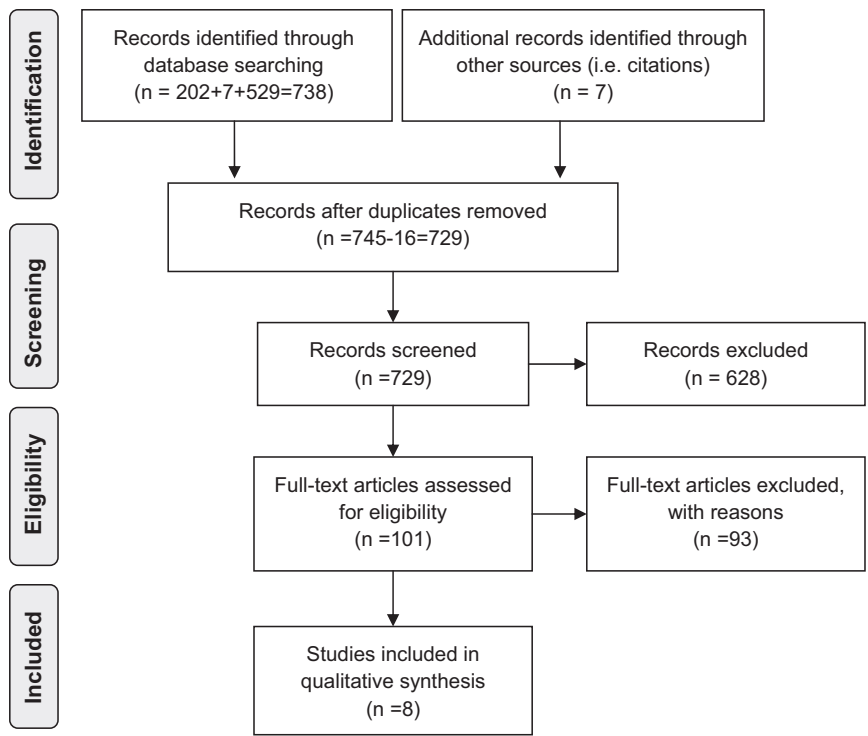 Identification
Records identified through
database searching
(n = 202+7+529=738)
Additional records identified through
other sources (i.e. citations)
(n = 7)
Records after duplicates removed
(n =745-16=729)
Screening
Records screened
(n =729)
Records excluded
(n = 628)
Eligibility
Full-text articles assessed
for eligibility
(n =101)
Full-text articles excluded,
with reasons
(n =93)
Included
Studies included in
qualitative synthesis
(n =8)